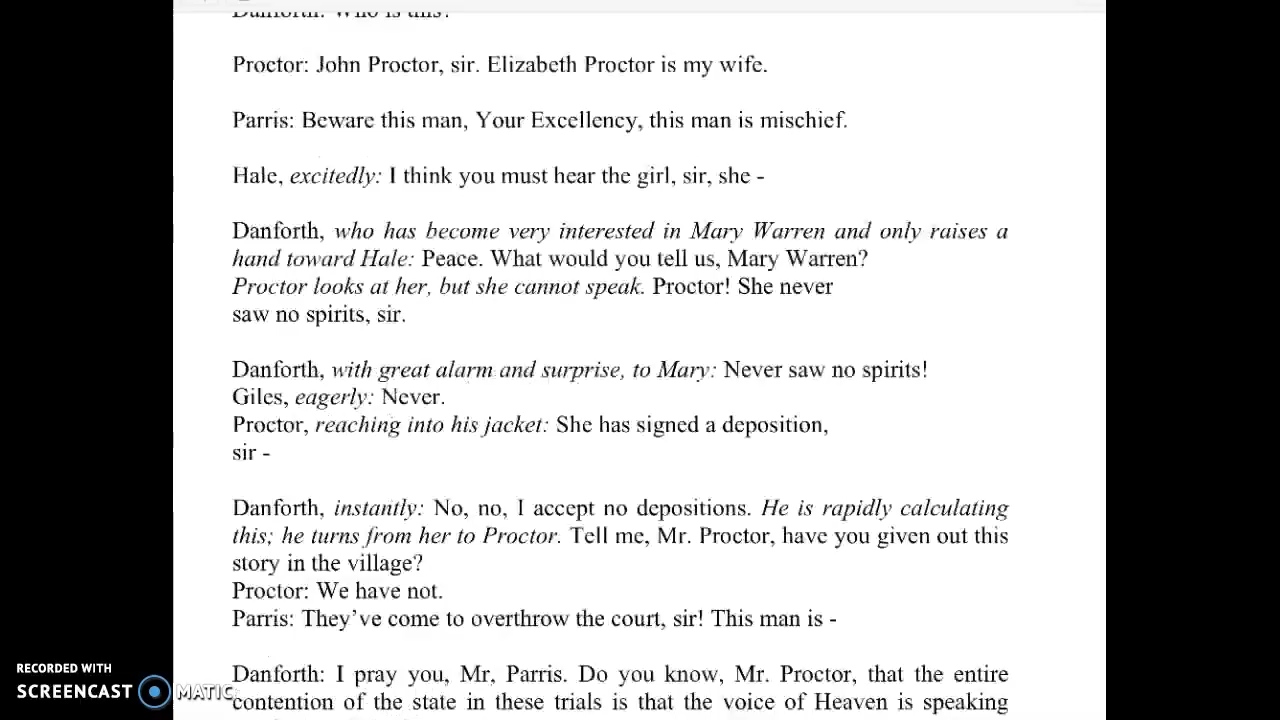 Danforth: Who is this?
Proctor: John Proctor, sir. Elizabeth Proctor is my wife.
Parris: Beware this man, Your Excellency, this man is mischief.
Hale, excitedly: I think you must hear the girl, sir, she -
Danforth, who has become very interested in Mary Warren and only raises a
hand toward Hale: Peace. What would you tell us, Mary Warren?
Proctor looks at her, but she cannot speak. Proctor! She never
saw no spirits, sir.
Danforth, with great alarm and surprise, to Mary: Never saw no spirits!
Giles, eagerly: Never.
Proctor, reaching into his jacket: She has signed a deposition,
sir -
Danforth, instantly: No, no, I accept no depositions. He is rapidly calculating
this; he turns from her to Proctor. Tell me, Mr. Proctor, have you given out this
story in the village?
Proctor: We have not.
Parris: They’ve come to overthrow the court, sir! This man is -
Danforth: I pray you, Mr, Parris. Do you know, Mr. Proctor, that the entire
contention of the state in these trials is that the voice of Heaven is speaking
RECORDED WITH
SCREENCAST MATIC